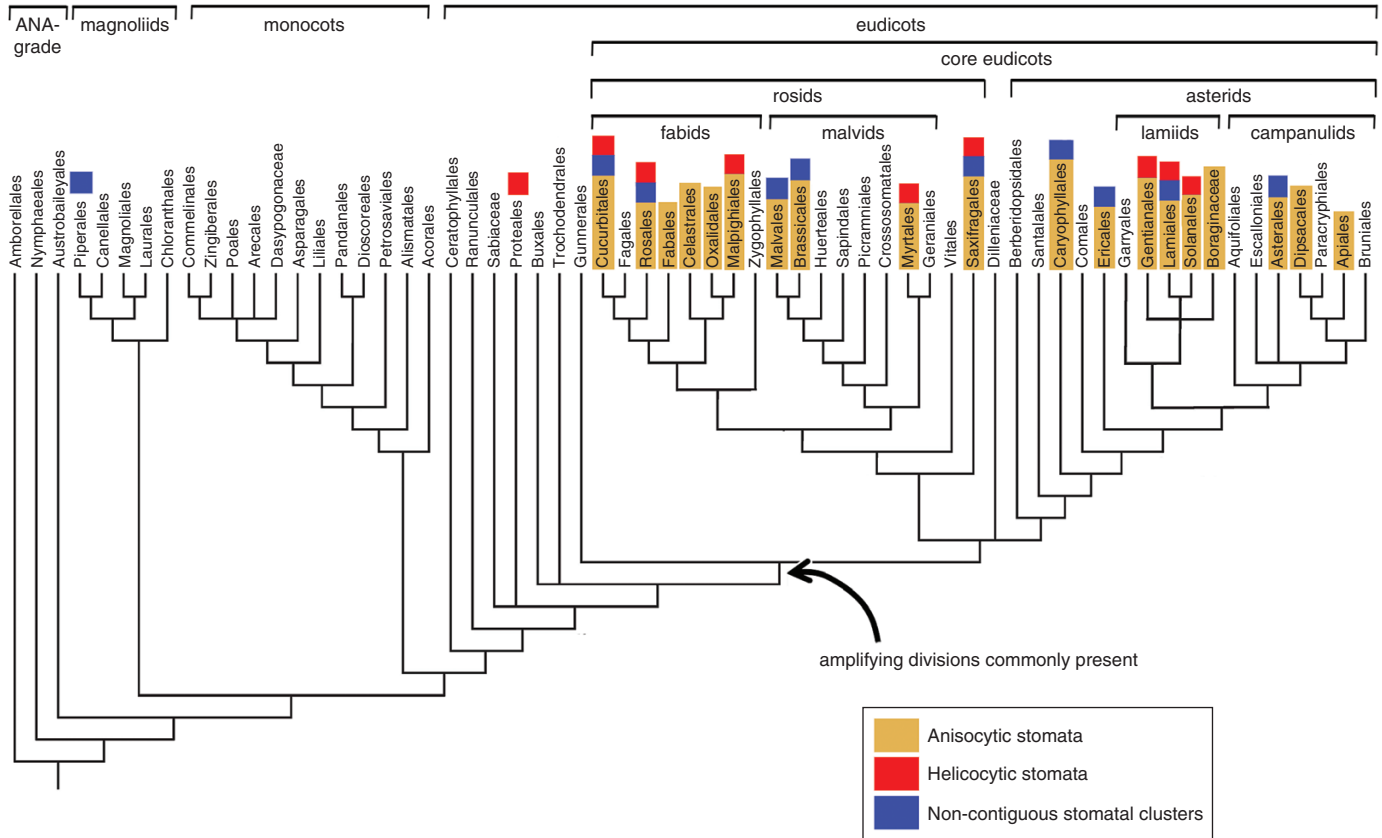 ANA-
grade
magnoliids
monocots
eudicots
core eudicots
rosids
asterids
fabids
malvids
lamiids
campanulids
Amborellales
Nymphaeales
Austrobaileyales
Piperales
Canellales
Magnoliales
Laurales
Chloranthales
Commelinales
Zingiberales
Poales
Arecales
Dasypogonaceae
Asparagales
Liliales
Pandanales
Dioscoreales
Petrosaviales
Alismatales
Acorales
Ceratophyllales
Ranunculales
Sabiaceae
Proteales
Buxales
Trochodendrales
Gunnerales
Cucurbitales
Fagales
Rosales
Fabales
Celastrales
Oxalidales
Malpighiales
Zygophyllales
Malvales
Brassicales
Huerteales
Sapindales
Picramniales
Crossosomatales
Myrtales
Geraniales
Vitales
Saxifragales
Dilleniaceae
Berberidopsidales
Santalales
Caryophyllales
Cornales
Ericales
Garryales
Gentianales
Lamiales
Solanales
Boraginaceae
Aquifoliales
Escalloniales
Asterales
Dipsacales
Paracryphiales
Apiales
Bruniales
amplifying divisions commonly present
Anisocytic stomata
Helicocytic stomata
Non-contiguous stomatal clusters